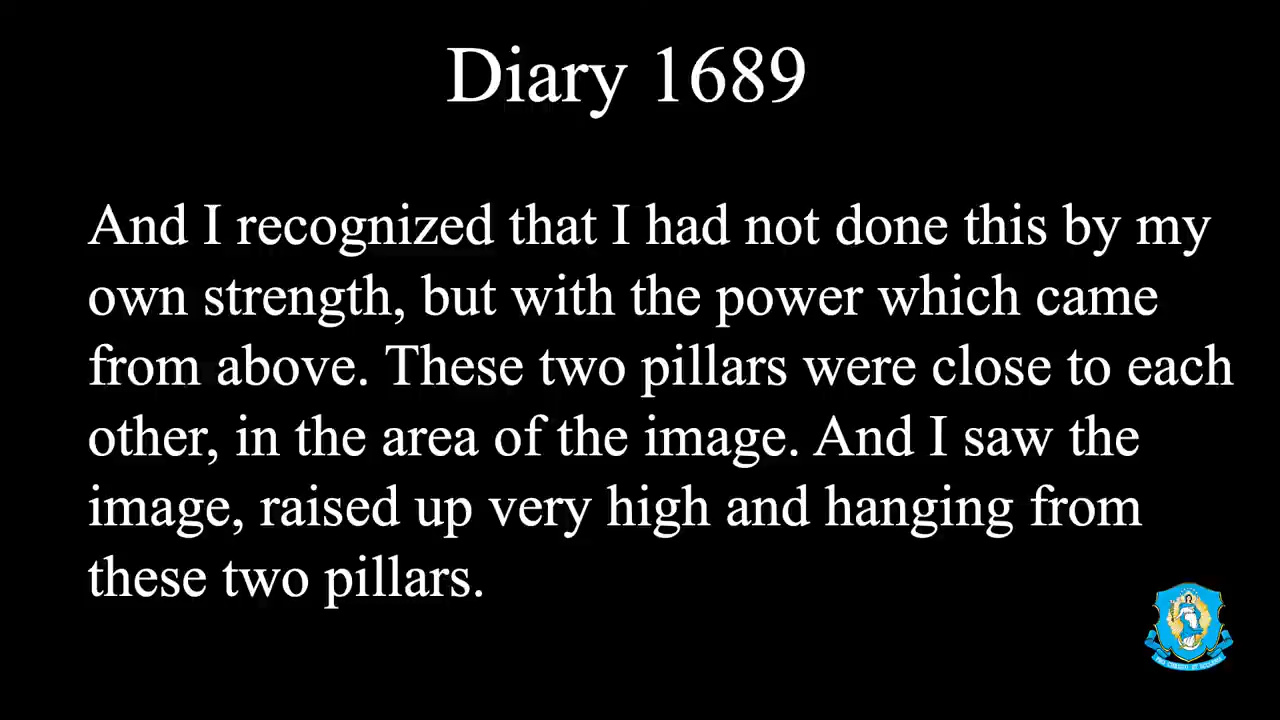 Diary 1689
And I recognized that I had not done this by my
own strength, but with the power which came
from above. These two pillars were close to each
other, in the area of the image. And I saw the
image, raised up very high and hanging from
these two pillars.